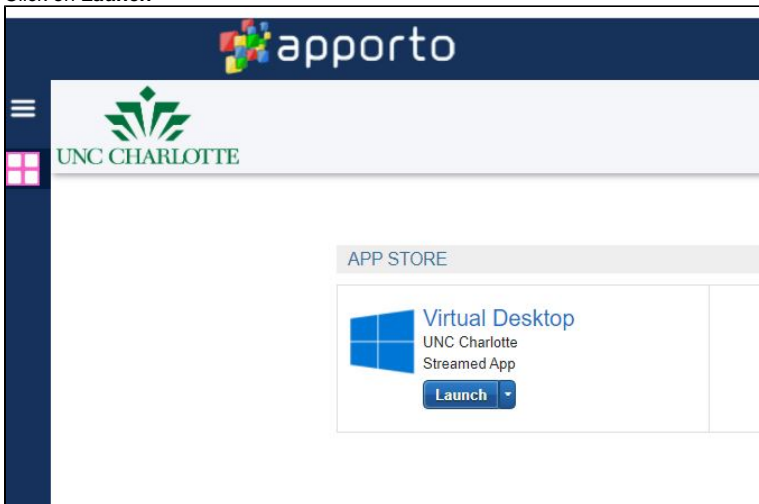 apporto
UNC CHARLOTTE
APP STORE
Virtual Desktop
UNC Charlotte
Streamed App
Launch